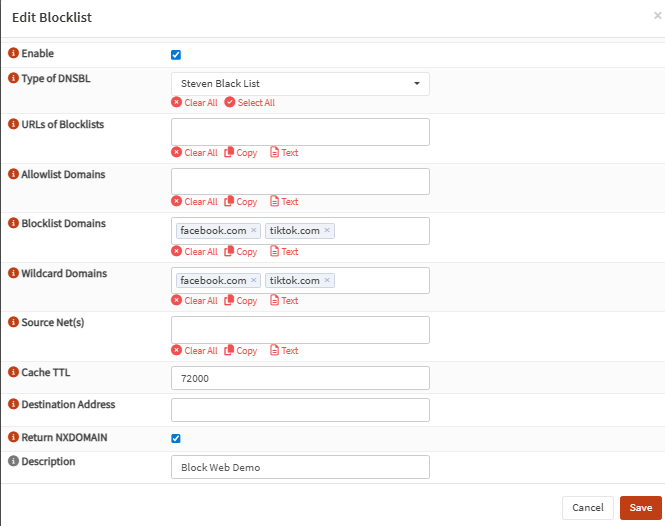 Edit Blocklist ×
Enable
Type of DNSBL Steven Black List
Clear All Select All
URLs of Blocklists
Clear All Copy Text
Allowlist Domains
Clear All Copy Text
Blocklist Domains facebook.com × tiktok.com ×
Clear All Copy Text
Wildcard Domains facebook.com × tiktok.com ×
Clear All Copy Text
Source Net(s)
Clear All Copy Text
Cache TTL 72000
Destination Address
Return NXDOMAIN
Description Block Web Demo
Cancel Save